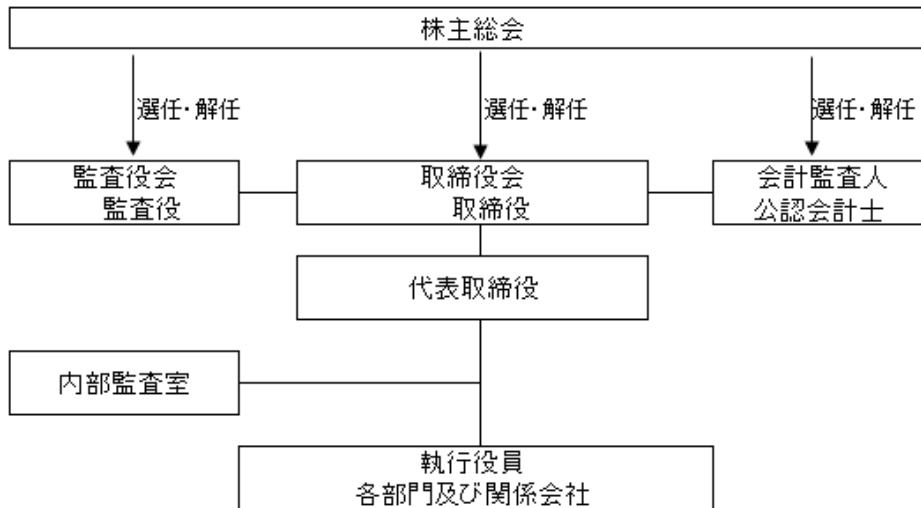 株主総会
選任・解任
選任・解任
選任・解任
監査役会
監査役
取締役会
取締役
会計監査人
公認会計士
代表取締役
内部監査室
執行役員
各部門及び関係会社